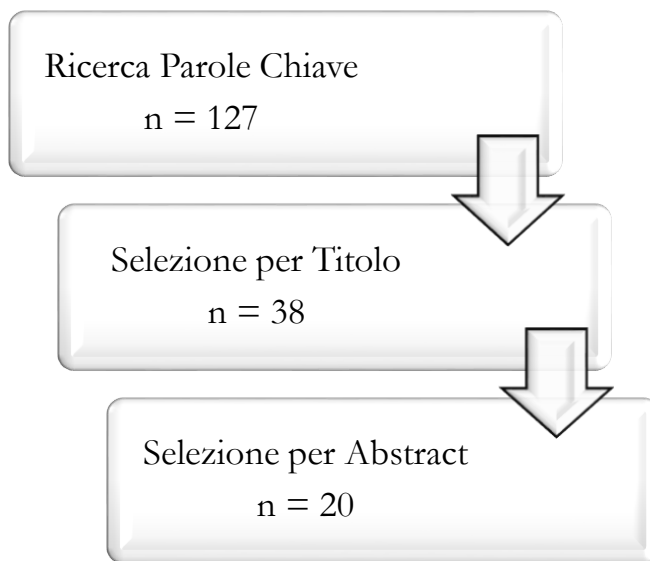 Ricerca Parole Chiave
n = 127
Selezione per Titolo
n = 38
Selezione per Abstract
n = 20